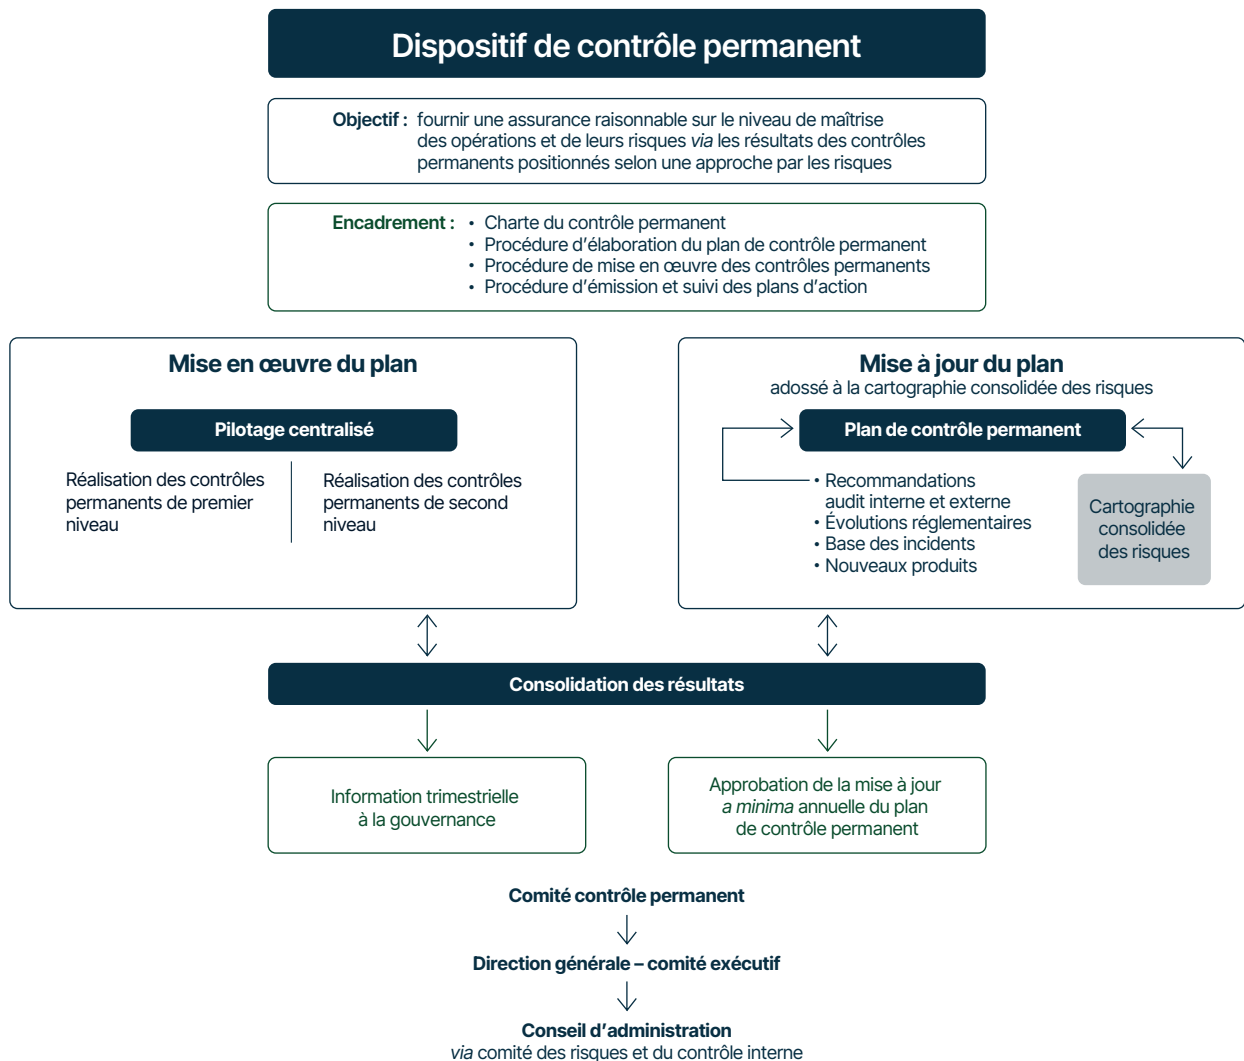 Dispositif de contrôle permanent
Objectif : fournir une assurance raisonnable sur le niveau de maîtrise
des opérations et de leurs risques via les résultats des contrôles
permanents positionnés selon une approche par les risques
Encadrement : • Charte du contrôle permanent
• Procédure d’élaboration du plan de contrôle permanent
• Procédure de mise en œuvre des contrôles permanents
• Procédure d’émission et suivi des plans d’action
Mise en œuvre du plan
Pilotage centralisé
Réalisation des contrôles
permanents de premier
niveau
Réalisation des contrôles
permanents de second
niveau
Mise à jour du plan
adossé à la cartographie consolidée des risques
Plan de contrôle permanent
• Recommandations
audit interne et externe
• Évolutions réglementaires
• Base des incidents
• Nouveaux produits
Cartographie
consolidée
des risques
Consolidation des résultats
Information trimestrielle
à la gouvernance
Approbation de la mise à jour
a minima annuelle du plan
de contrôle permanent
Comité contrôle permanent
Direction générale – comité exécutif
Conseil d’administration
via comité des risques et du contrôle interne